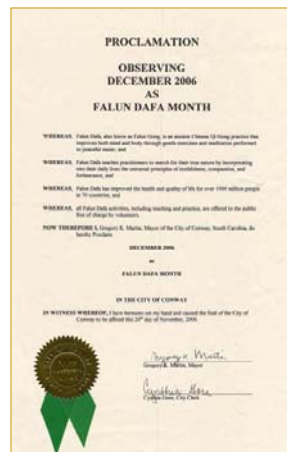 PROCLAMATION
OBSERVING
DECEMBER 2006
AS
FALUN DAFA MONTH
WHEREAS, Falun Dafa, also known as Falun Gong, is an ancient Chinese Qi Gong practice that
improves both mind and body through gentle exercises and meditation performed
to peaceful music; and
WHEREAS, Falun Dafa teaches practitioners to search for their true nature by incorporating
into their daily lives the universal principles of truthfulness, compassion, and
forbearance; and
WHEREAS, Falun Dafa has improved the health and quality of life for over 100 million people
in 70 countries; and
WHEREAS, all Falun Dafa activities, including teaching and practice, are offered to the public
free of charge by volunteers.
NOW THEREFORE I, Gregory K. Martin, Mayor of the City of Conway, South Carolina, do
hereby Proclaim
DECEMBER 2006
as
FALUN DAFA MONTH
IN THE CITY OF CONWAY
IN WITNESS WHEREOF, I have hereunto set my hand and caused the Seal of the City of
Conway to be affixed this 20th day of November, 2006.
Gregory K. Martin
Gregory K. Martin, Mayor
Cynthia Gore
Cynthia Gore, City Clerk